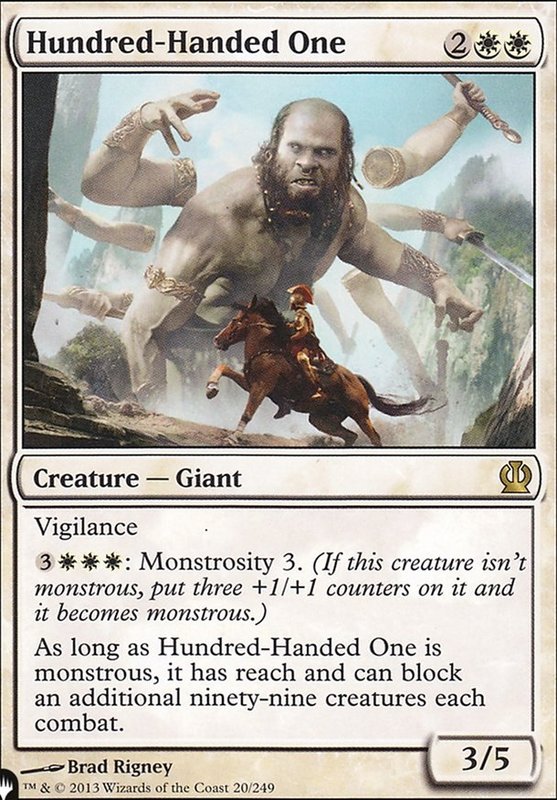 Hundred-Handed One 2
Creature — Giant
Vigilance
3: Monstrosity 3. (If this creature isn't
monstrous, put three +1/+1 counters on it and
it becomes monstrous.)
As long as Hundred-Handed One is
monstrous, it has reach and can block
an additional ninety-nine creatures each
combat.
3/5
Brad Rigney
™ & © 2013 Wizards of the Coast 20/249